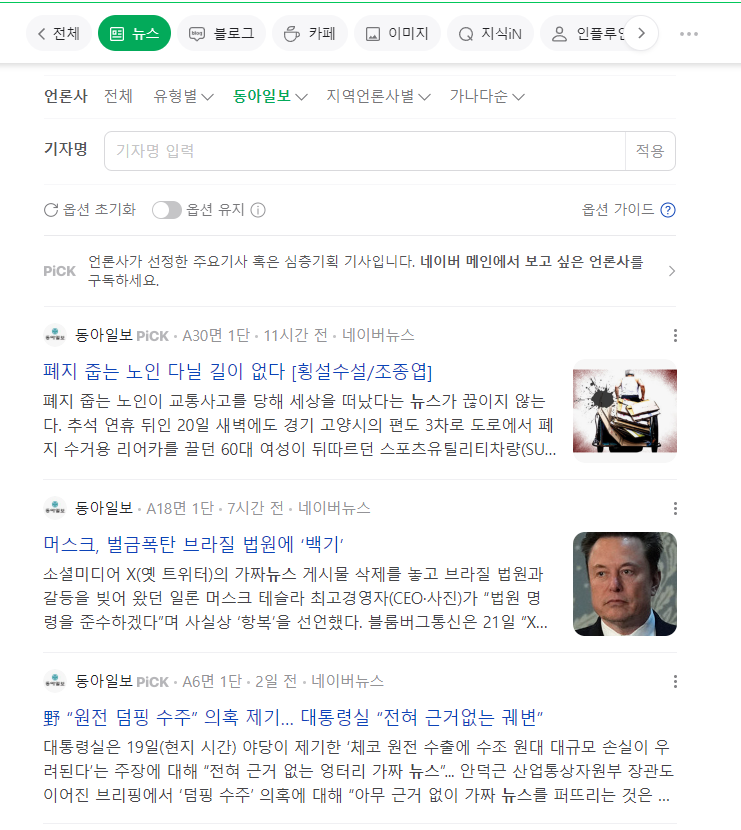 전체 뉴스 블로그 카페 이미지 지식iN 인플루언
언론사 전체 유형별 동아일보 지역언론사별 가나다순
기자명 기자명 입력 적용
옵션 초기화 옵션 유지 옵션 가이드
PiCK 언론사가 선정한 주요기사 혹은 심층기획 기사입니다. 네이버 메인에서 보고 싶은 언론사를
구독하세요.
동아일보 PiCK · A30면 1단 · 11시간 전 · 네이버뉴스
폐지 줍는 노인 다닐 길이 없다 [횡설수설/조종엽]
폐지 줍는 노인이 교통사고를 당해 세상을 떠났다는 뉴스가 끊이지 않는
다. 추석 연휴 뒤인 20일 새벽에도 경기 고양시의 편도 3차로 도로에서 폐
지 수거용 리어카를 끌던 60대 여성이 뒤따르던 스포츠유틸리티차량(SU...
동아일보 · A18면 1단 · 7시간 전 · 네이버뉴스
머스크, 벌금폭탄 브라질 법원에 ‘백기’
소셜미디어 X(옛 트위터)의 가짜뉴스 게시물 삭제를 놓고 브라질 법원과
갈등을 빚어 왔던 일론 머스크 테슬라 최고경영자(CEO·사진)가 “법원 명
령을 준수하겠다”며 사실상 ‘항복’을 선언했다. 블룸버그통신은 21일 “X...
동아일보 PiCK · A6면 1단 · 2일 전 · 네이버뉴스
野 “원전 덤핑 수주” 의혹 제기… 대통령실 “전혀 근거없는 궤변”
대통령실은 19일(현지 시간) 야당이 제기한 ‘체코 원전 수출에 수조 원대 대규모 손실이 우
려된다’는 주장에 대해 “전혀 근거 없는 엉터리 가짜 뉴스”... 안덕근 산업통상자원부 장관도
이어진 브리핑에서 ‘덤핑 수주’ 의혹에 대해 “아무 근거 없이 가짜 뉴스를 퍼뜨리는 것은 ...